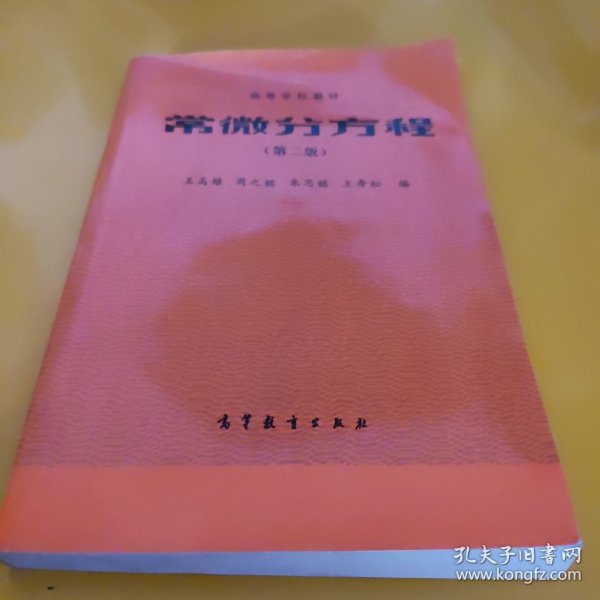 高等学校教材
常微分方程
(第二版)
王高雄 周之铭 朱思铭 王寿松 编
高等教育出版社
孔夫子旧书网
www.kongfz.com